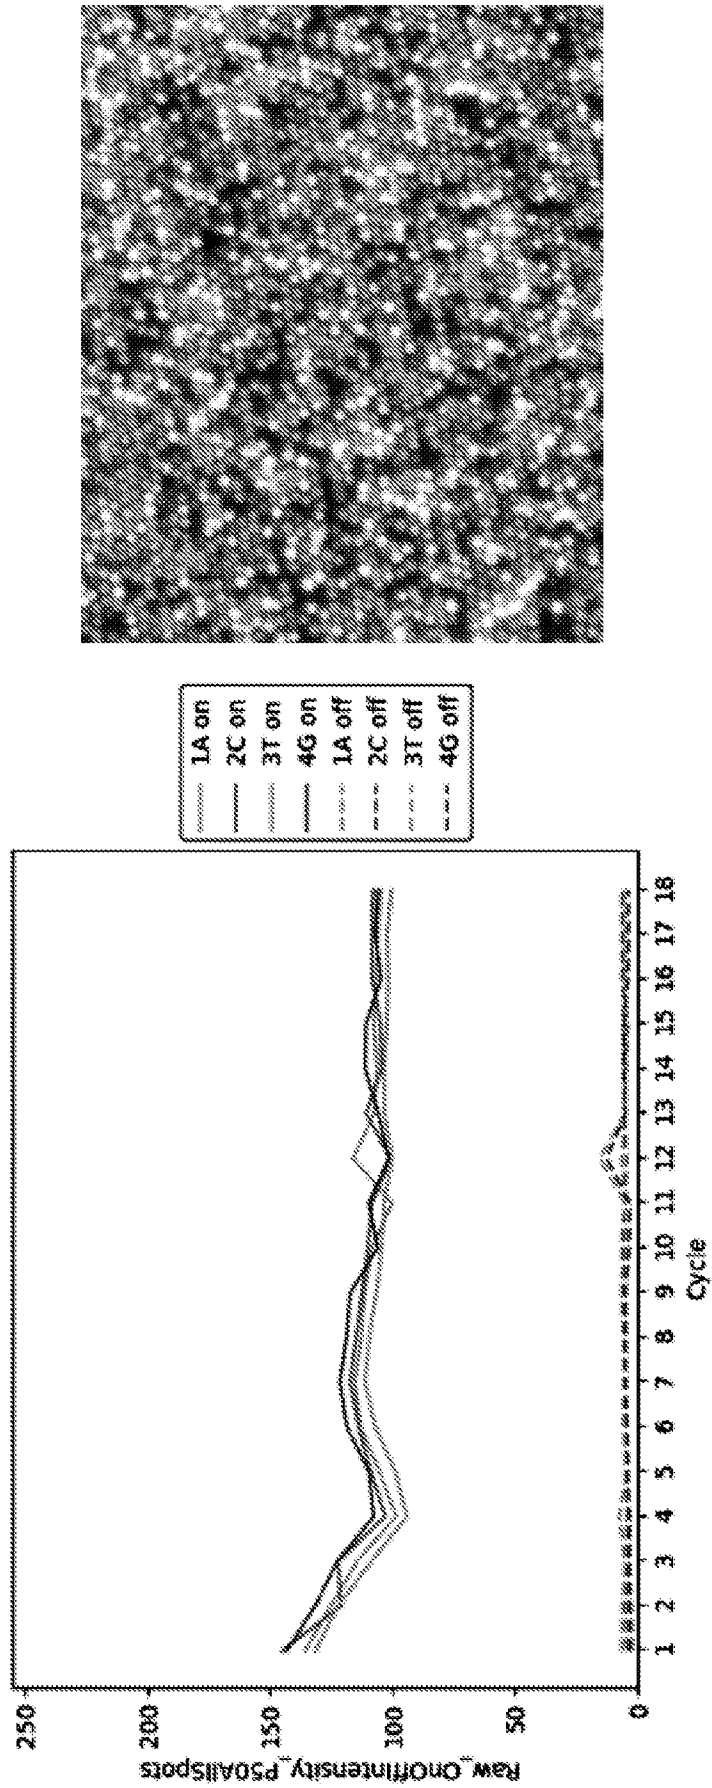 Raw_OnOffIntensity_P50AllSpots
250
200
150
100
50
0
1 2 3 4 5 6 7 8 9 10 11 12 13 14 15 16 17 18
Cycle
1A on
2C on
3T on
4G on
1A off
2C off
3T off
4G off